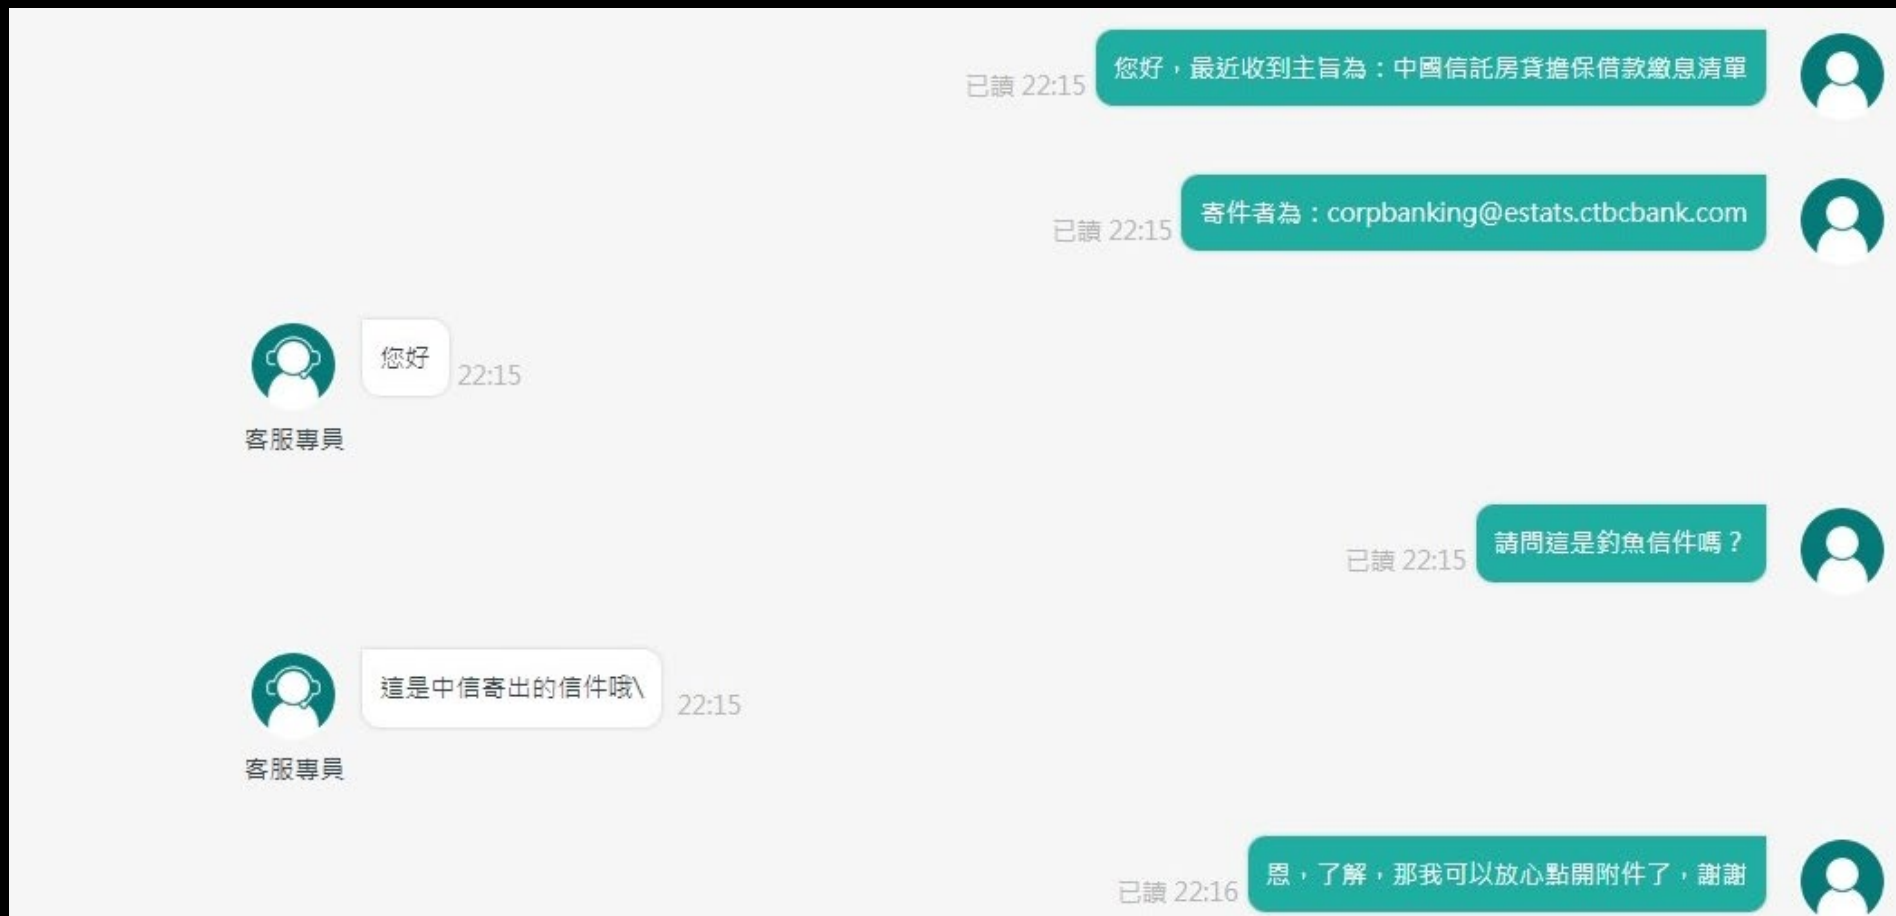 您好，最近收到主旨為：中國信託房貸擔保借款繳息清單
已讀 22:15
寄件者為：corpbanking@estats.ctbcbank.com
已讀 22:15
您好
22:15
客服專員
請問這是釣魚信件嗎？
已讀 22:15
這是中信寄出的信件哦\
22:15
客服專員
恩，了解，那我可以放心點開附件了，謝謝
已讀 22:16